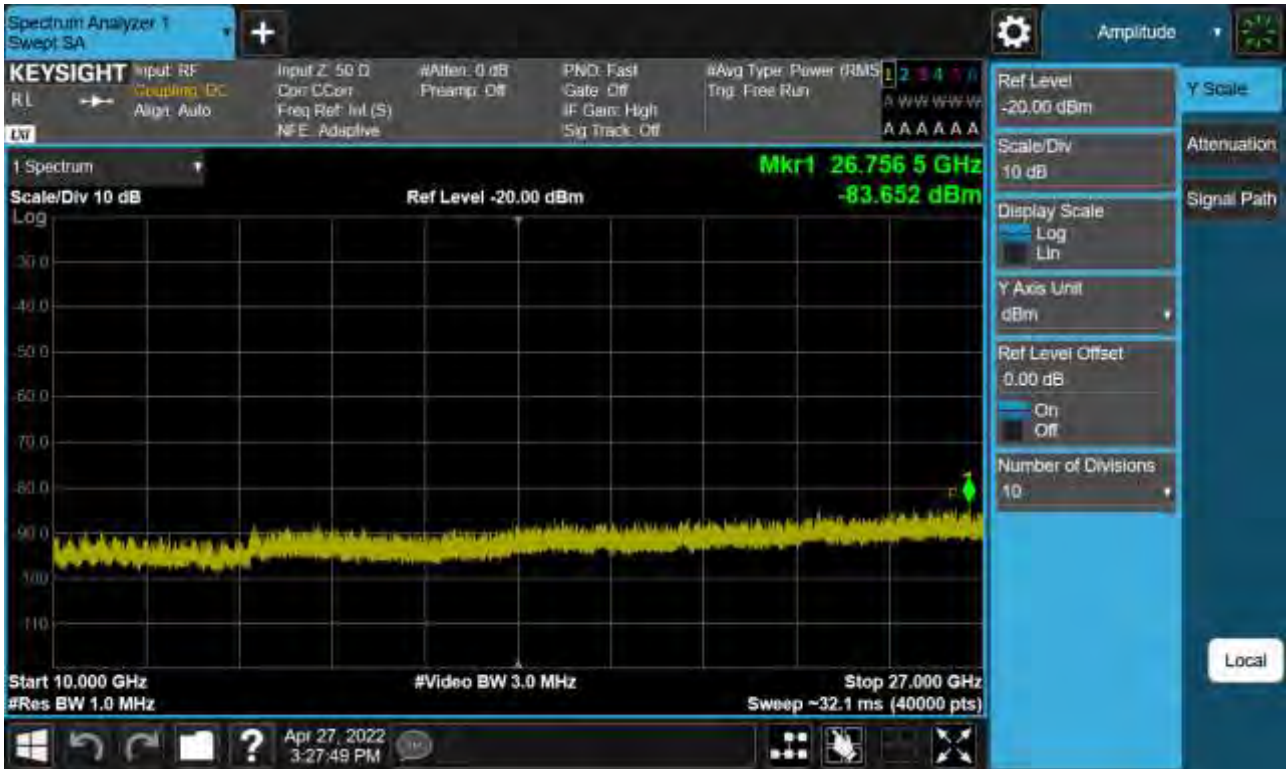 Spectrum Analyzer 1
Swept SA
Amplitude
KEYSIGHT
RL
Input: RF
Coupling: DC
Align: Auto
Input Z: 50 Ω
Corr CCorr
Freq Ref: Int (S)
NFE: Adaptive
#Atten: 0 dB
Preamp: Off
PNO: Fast
Gate: Off
IF Gain: High
Sig Track: Off
#Avg Type: Power (RMS
Trig: Free Run
1 2 3 4 5 6
A W W W W W
A A A A A A
1 Spectrum
Scale/Div 10 dB
Ref Level -20.00 dBm
Mkr1 26.756 5 GHz
-83.652 dBm
Log
-30.0
-40.0
-50.0
-60.0
-70.0
-80.0
-90.0
-100
-110
Start 10.000 GHz
#Res BW 1.0 MHz
#Video BW 3.0 MHz
Stop 27.000 GHz
Sweep ~32.1 ms (40000 pts)
Ref Level
-20.00 dBm
Scale/Div
10 dB
Display Scale
Log
Lin
Y Axis Unit
dBm
Ref Level Offset
0.00 dB
On
Off
Number of Divisions
10
Y Scale
Attenuation
Signal Path
Local
Apr 27, 2022
3:27:49 PM